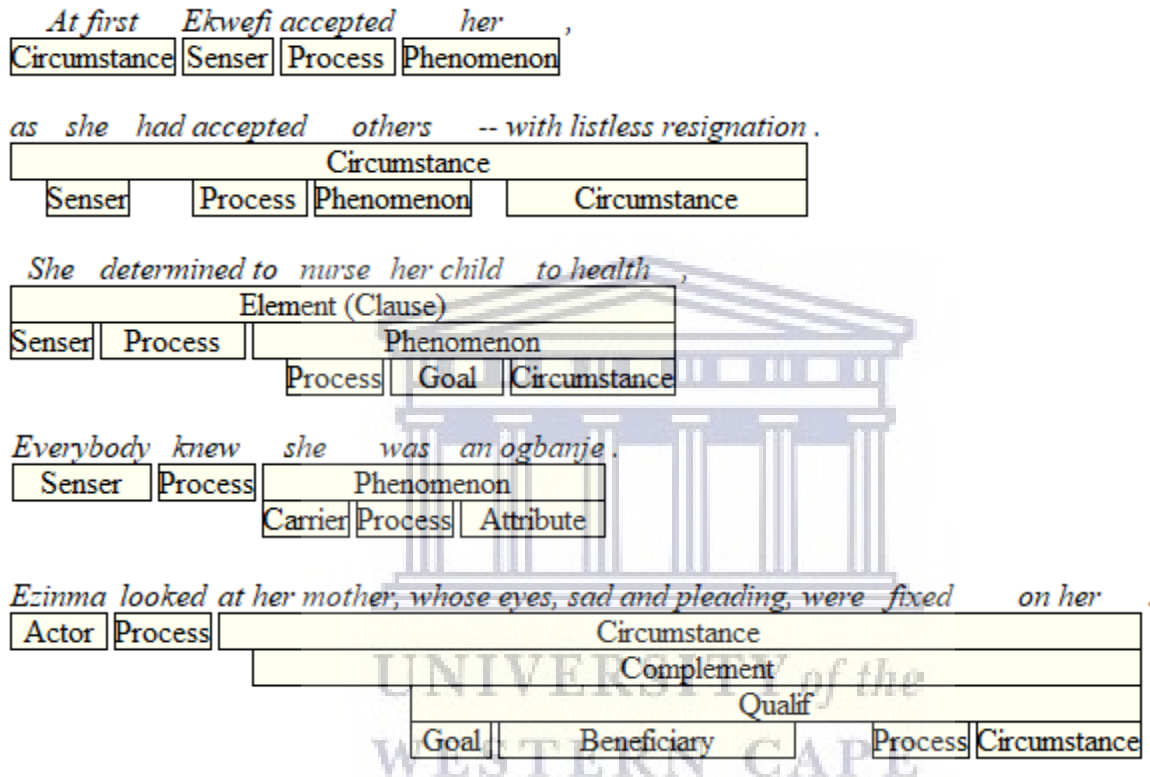 At first Ekwefi accepted her ,
Circumstance Senser Process Phenomenon
as she had accepted others -- with listless resignation .
Circumstance
Senser Process Phenomenon Circumstance
She determined to nurse her child to health ,
Element (Clause)
Senser Process Phenomenon
Process Goal Circumstance
Everybody knew she was an ogbanje .
Senser Process Phenomenon
Carrier Process Attribute
Ezinma looked at her mother, whose eyes, sad and pleading, were fixed on her .
Actor Process Circumstance
Complement
UNIVERSITY of the
Qualif
Goal Beneficiary Process Circumstance
WESTERN CAPE